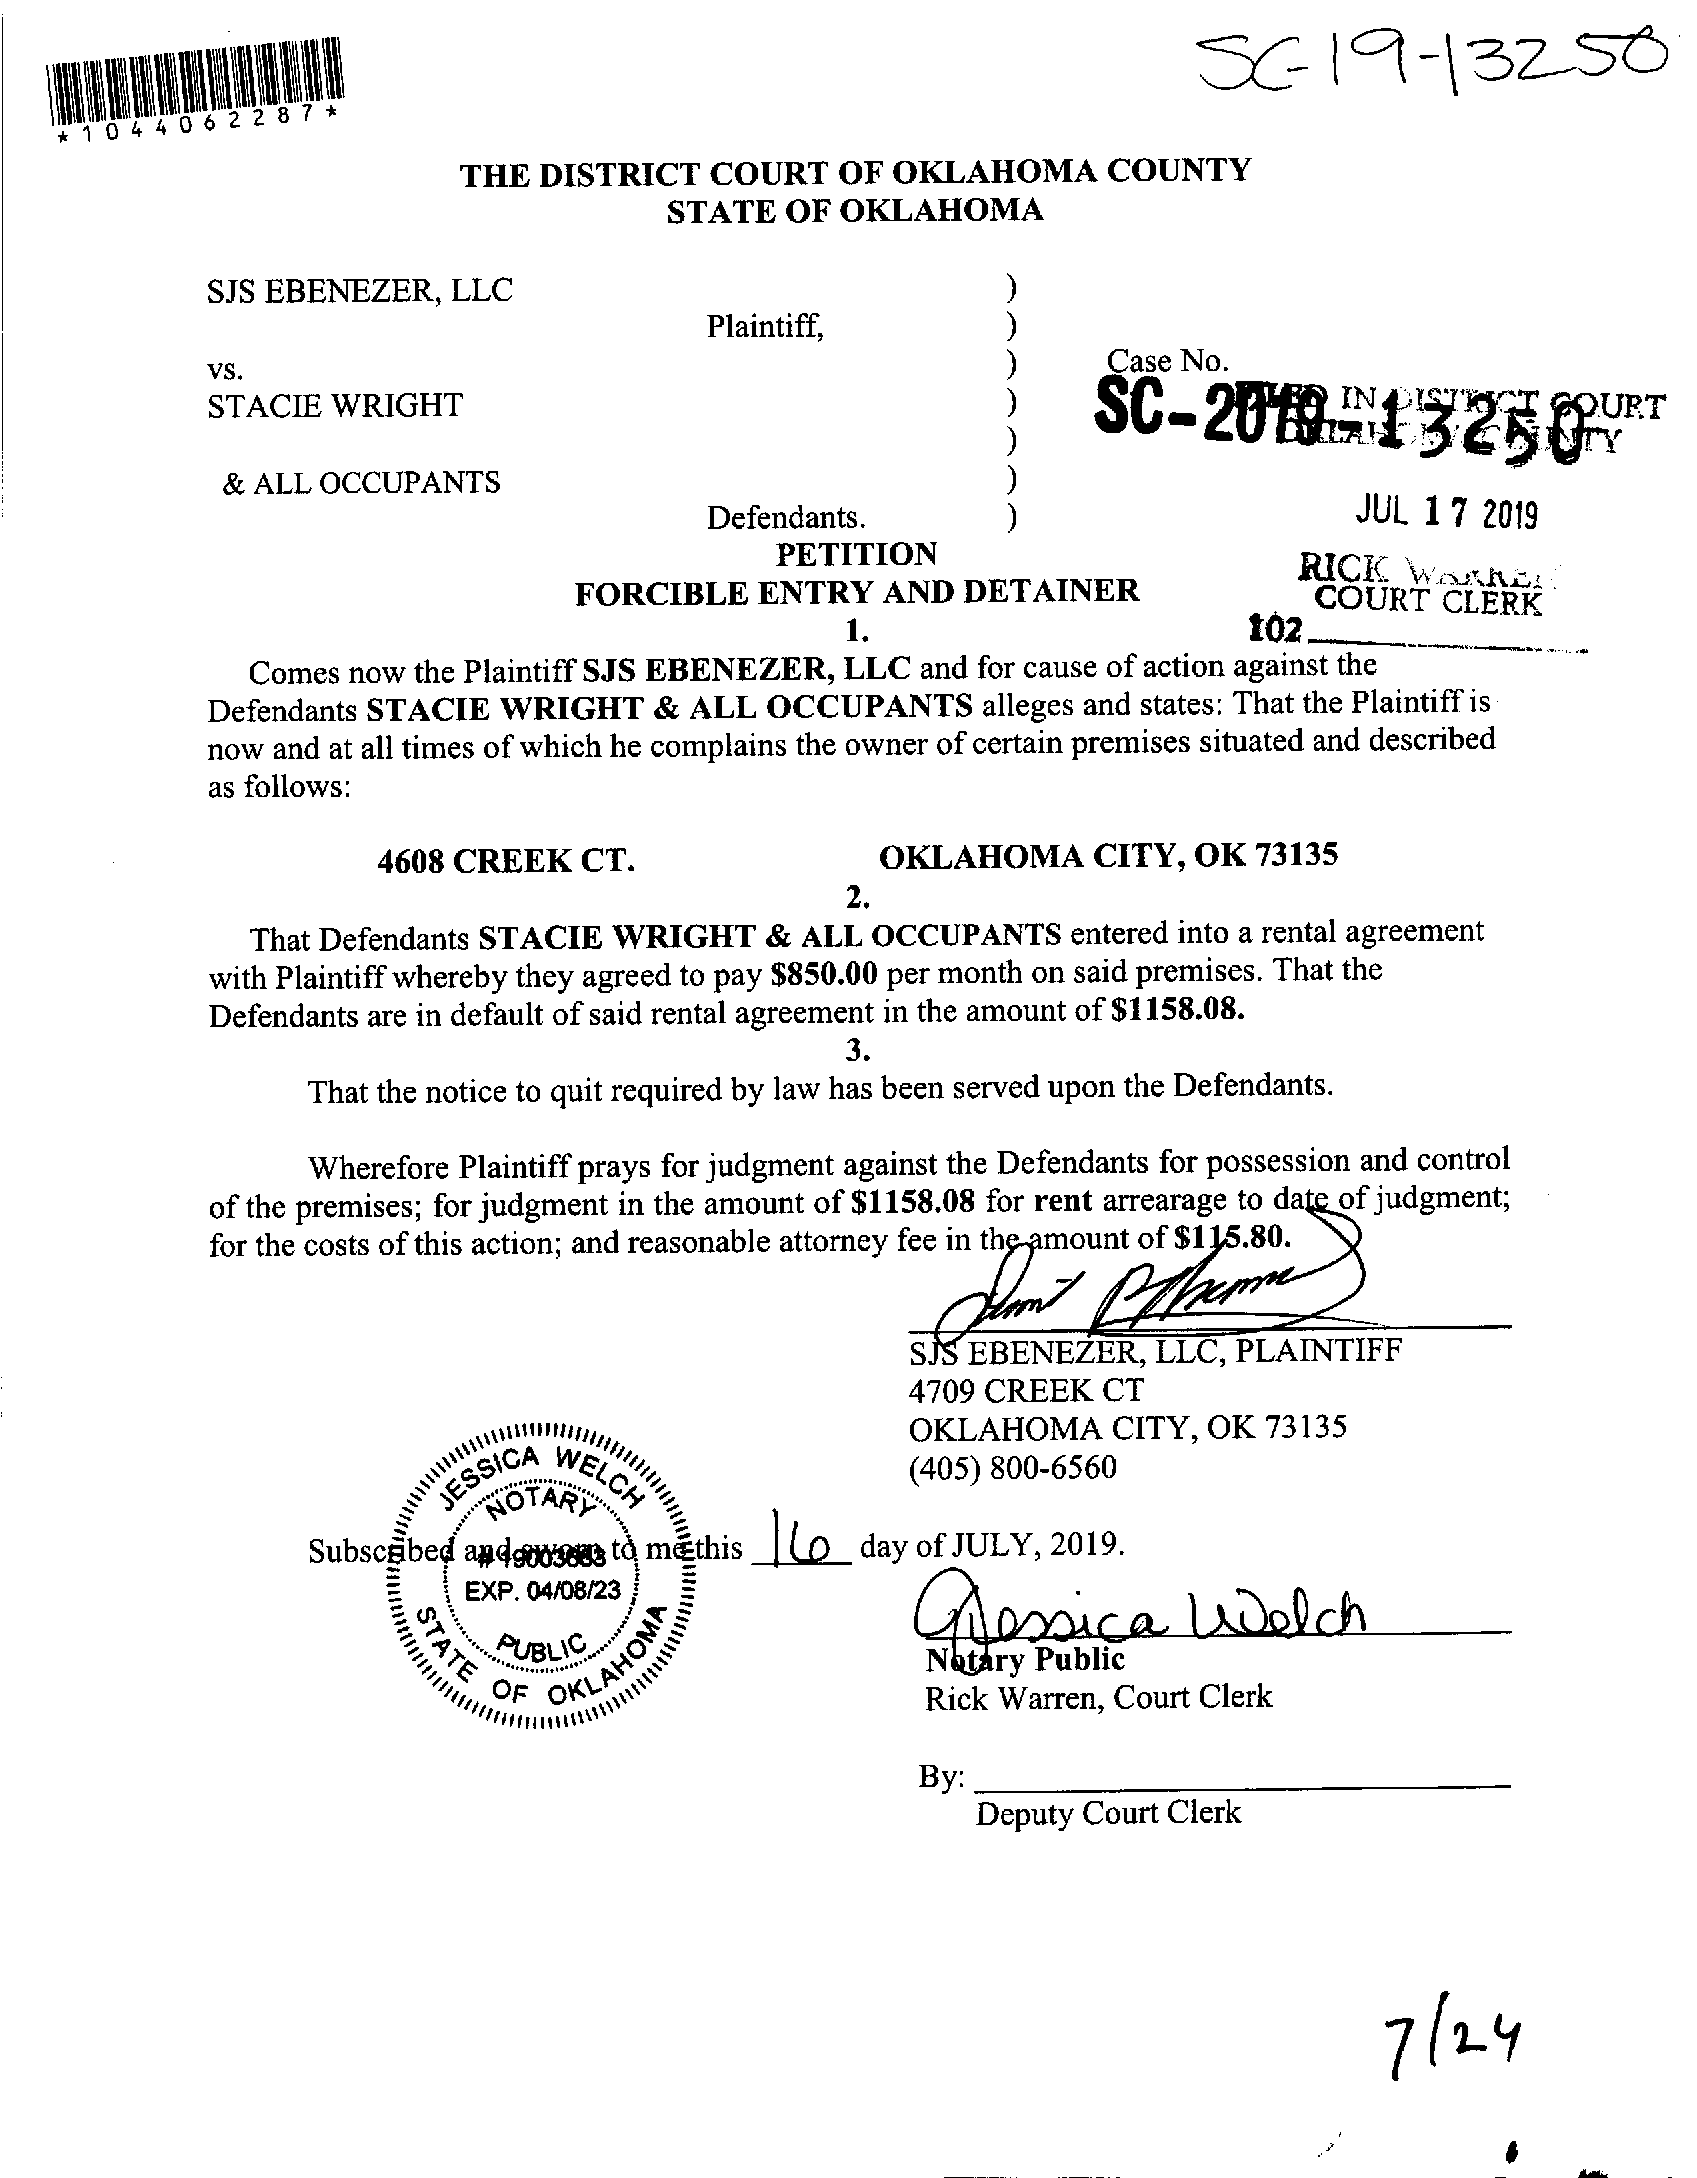 SC-19-13250
*1044062287*
THE DISTRICT COURT OF OKLAHOMA COUNTY
STATE OF OKLAHOMA
SJS EBENEZER, LLC )
Plaintiff, )
vs. ) Case No.
STACIE WRIGHT ) SC-2019-13250
)
& ALL OCCUPANTS )
Defendants. )
FILED IN DISTRICT COURT
OKLAHOMA COUNTY
JUL 17 2019
RICK WARREN
COURT CLERK
102
PETITION
FORCIBLE ENTRY AND DETAINER
1.
Comes now the Plaintiff SJS EBENEZER, LLC and for cause of action against the
Defendants STACIE WRIGHT & ALL OCCUPANTS alleges and states: That the Plaintiff is
now and at all times of which he complains the owner of certain premises situated and described
as follows:
4608 CREEK CT. OKLAHOMA CITY, OK 73135
2.
That Defendants STACIE WRIGHT & ALL OCCUPANTS entered into a rental agreement
with Plaintiff whereby they agreed to pay $850.00 per month on said premises. That the
Defendants are in default of said rental agreement in the amount of $1158.08.
3.
That the notice to quit required by law has been served upon the Defendants.
Wherefore Plaintiff prays for judgment against the Defendants for possession and control
of the premises; for judgment in the amount of $1158.08 for rent arrearage to date of judgment;
for the costs of this action; and reasonable attorney fee in the amount of $115.80.
SJS EBENEZER, LLC, PLAINTIFF
4709 CREEK CT
OKLAHOMA CITY, OK 73135
(405) 800-6560
JESSICA WELCH
NOTARY
# 19003683
EXP. 04/08/23
PUBLIC
STATE OF OKLAHOMA
Subscribed and sworn to me this 16 day of JULY, 2019.
Jessica Welch
Notary Public
Rick Warren, Court Clerk
By:
Deputy Court Clerk
7/24